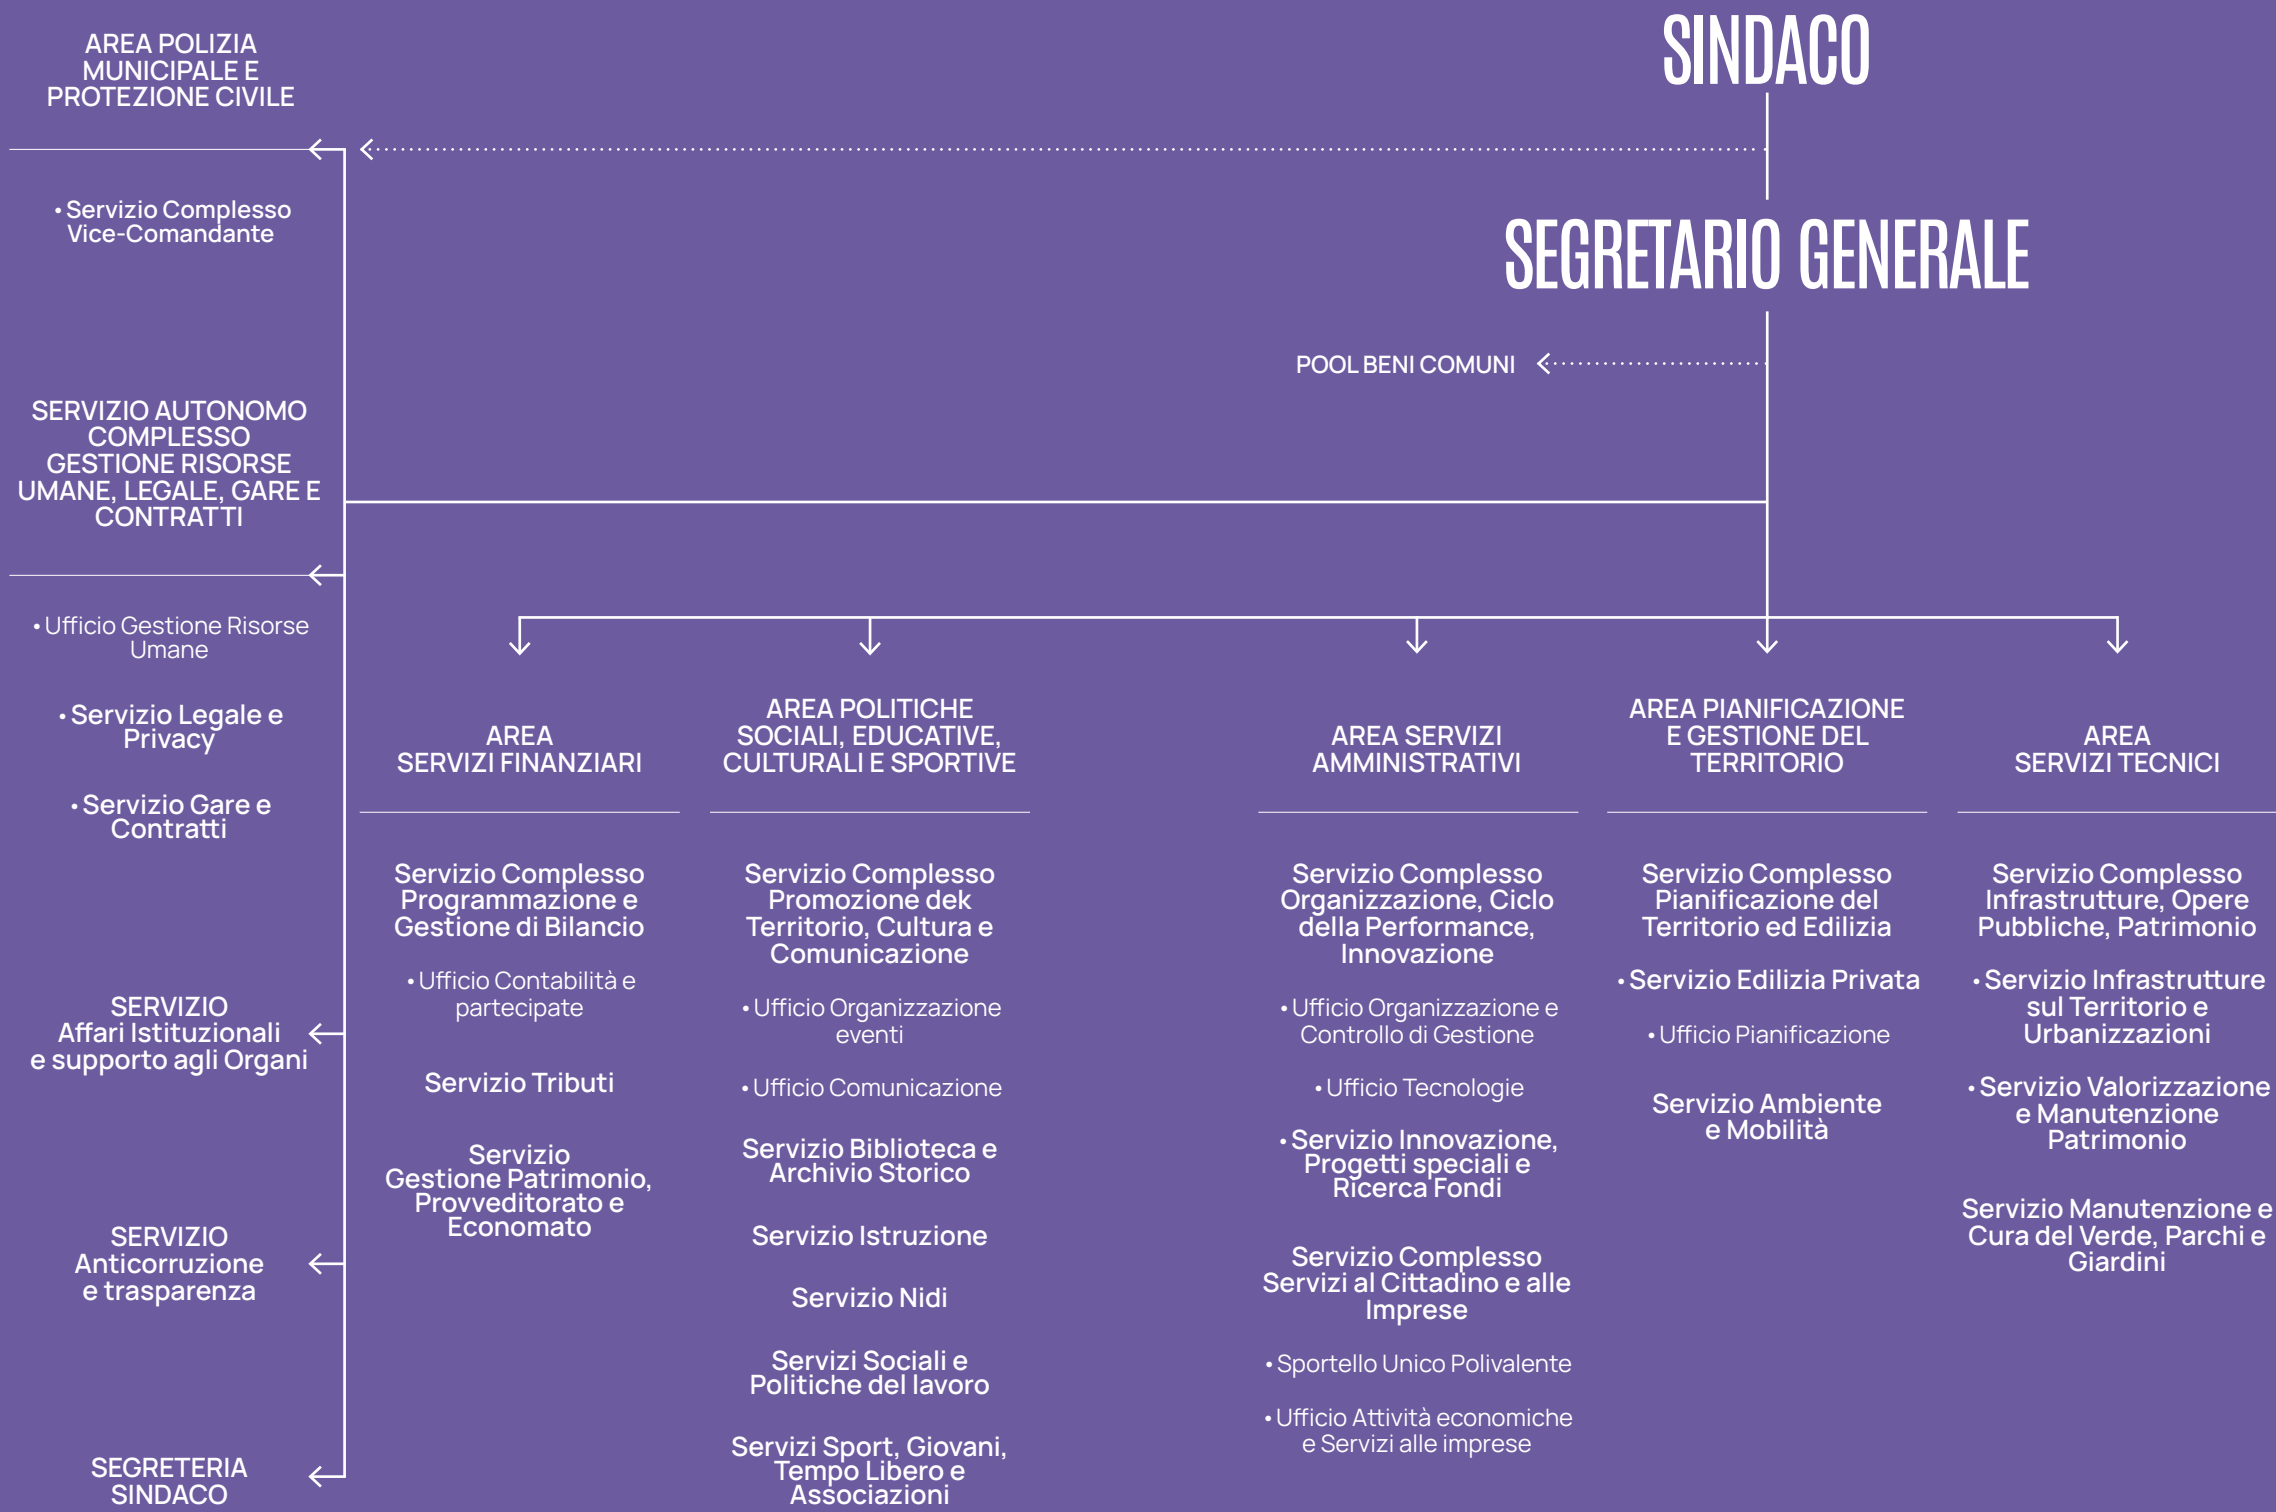 SINDACO
SEGRETARIO GENERALE
POOL BENI COMUNI
AREA POLIZIA
MUNICIPALE E
PROTEZIONE CIVILE
• Servizio Complesso
Vice-Comandante
SERVIZIO AUTONOMO
COMPLESSO
GESTIONE RISORSE
UMANE, LEGALE, GARE E
CONTRATTI
• Ufficio Gestione Risorse
Umane
• Servizio Legale e
Privacy
• Servizio Gare e
Contratti
SERVIZIO
Affari Istituzionali
e supporto agli Organi
SERVIZIO
Anticorruzione
e trasparenza
SEGRETERIA
SINDACO
AREA
SERVIZI FINANZIARI
Servizio Complesso
Programmazione e
Gestione di Bilancio
• Ufficio Contabilità e
partecipate
Servizio Tributi
Servizio
Gestione Patrimonio,
Provveditorato e
Economato
AREA POLITICHE
SOCIALI, EDUCATIVE,
CULTURALI E SPORTIVE
Servizio Complesso
Promozione dek
Territorio, Cultura e
Comunicazione
• Ufficio Organizzazione
eventi
• Ufficio Comunicazione
Servizio Biblioteca e
Archivio Storico
Servizio Istruzione
Servizio Nidi
Servizi Sociali e
Politiche del lavoro
Servizi Sport, Giovani,
Tempo Libero e
Associazioni
AREA SERVIZI
AMMINISTRATIVI
Servizio Complesso
Organizzazione, Ciclo
della Performance,
Innovazione
• Ufficio Organizzazione e
Controllo di Gestione
• Ufficio Tecnologie
• Servizio Innovazione,
Progetti speciali e
Ricerca Fondi
Servizio Complesso
Servizi al Cittadino e alle
Imprese
• Sportello Unico Polivalente
• Ufficio Attività economiche
e Servizi alle imprese
AREA PIANIFICAZIONE
E GESTIONE DEL
TERRITORIO
Servizio Complesso
Pianificazione del
Territorio ed Edilizia
• Servizio Edilizia Privata
• Ufficio Pianificazione
Servizio Ambiente
e Mobilità
AREA
SERVIZI TECNICI
Servizio Complesso
Infrastrutture, Opere
Pubbliche, Patrimonio
• Servizio Infrastrutture
sul Territorio e
Urbanizzazioni
• Servizio Valorizzazione
e Manutenzione
Patrimonio
Servizio Manutenzione e
Cura del Verde, Parchi e
Giardini